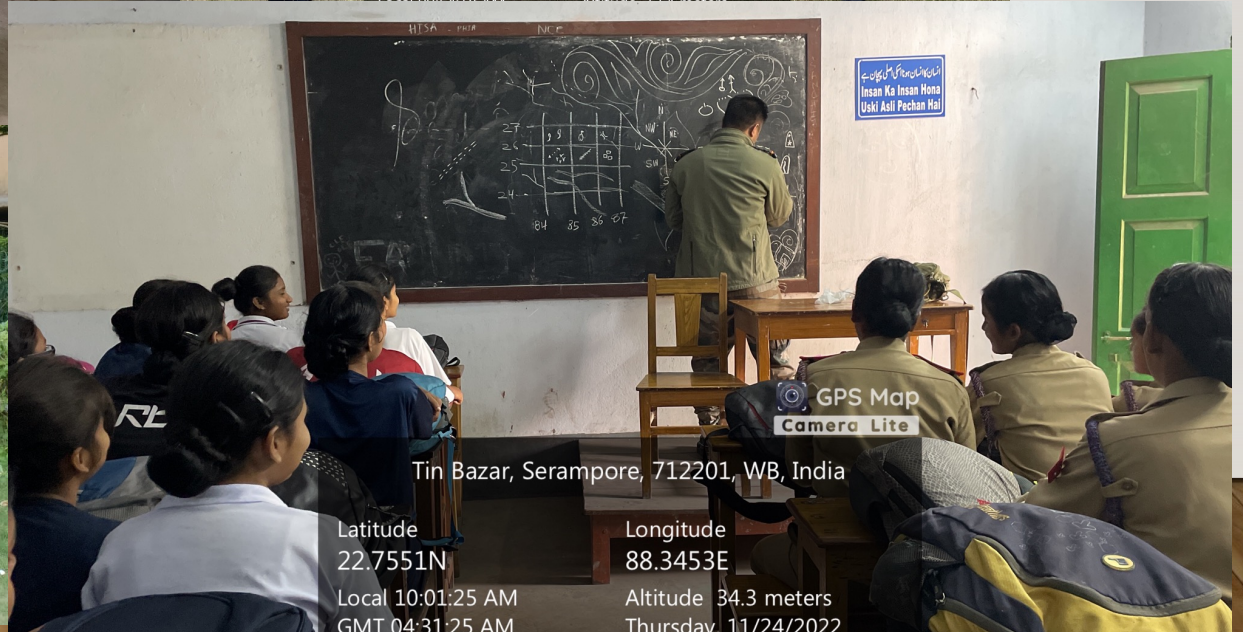 NCC
27
26
25
24
84 85 86 87
N
NW NE
W
SW
S
انسان کا انسان ہونا اسکی اصلی پہچان ہے
Insan Ka Insan Hona
Uski Asli Pechan Hai
RE
GPS Map
Camera Lite
Tin Bazar, Serampore, 712201, WB, India
Latitude Longitude
22.7551N 88.3453E
Local 10:01:25 AM Altitude 34.3 meters
GMT 04:31:25 AM Thursday, 11/24/2022